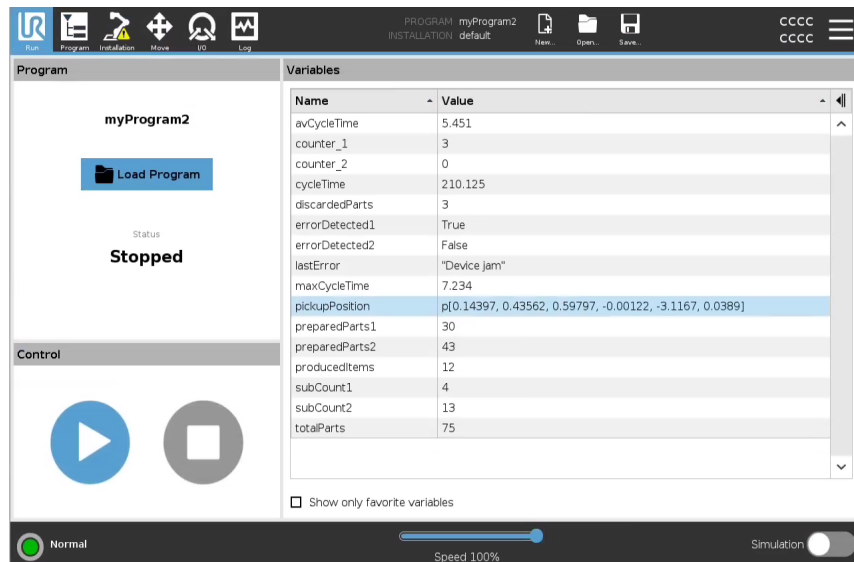 PROGRAM myProgram2
INSTALLATION default
CCCC
CCCC
UR
Run
Program
Installation
Move
I/O
Log
New...
Open...
Save...
Program
myProgram2
Load Program
Status
Stopped
Control
Variables
Name Value
avCycleTime 5.451
counter_1 3
counter_2 0
cycleTime 210.125
discardedParts 3
errorDetected1 True
errorDetected2 False
lastError "Device jam"
maxCycleTime 7.234
pickupPosition p[0.14397, 0.43562, 0.59797, -0.00122, -3.1167, 0.0389]
preparedParts1 30
preparedParts2 43
producedItems 12
subCount1 4
subCount2 13
totalParts 75
Show only favorite variables
Normal
Speed 100%
Simulation